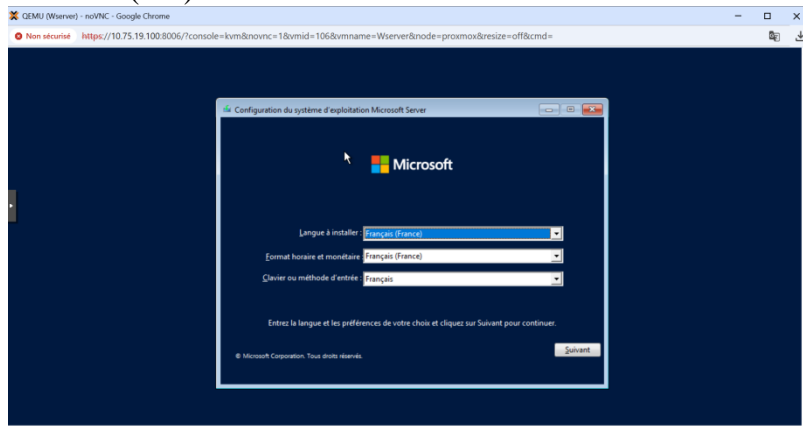 QEMU (Wserver) - noVNC - Google Chrome
Non sécurisé https://10.75.19.100:8006/?console=kvm&novnc=1&vmid=106&vmname=Wserver&node=proxmox&resize=off&cmd=
Configuration du système d'exploitation Microsoft Server
Microsoft
Langue à installer : Français (France)
Format horaire et monétaire : Français (France)
Clavier ou méthode d'entrée : Français
Entrez la langue et les préférences de votre choix et cliquez sur Suivant pour continuer.
© Microsoft Corporation. Tous droits réservés.
Suivant